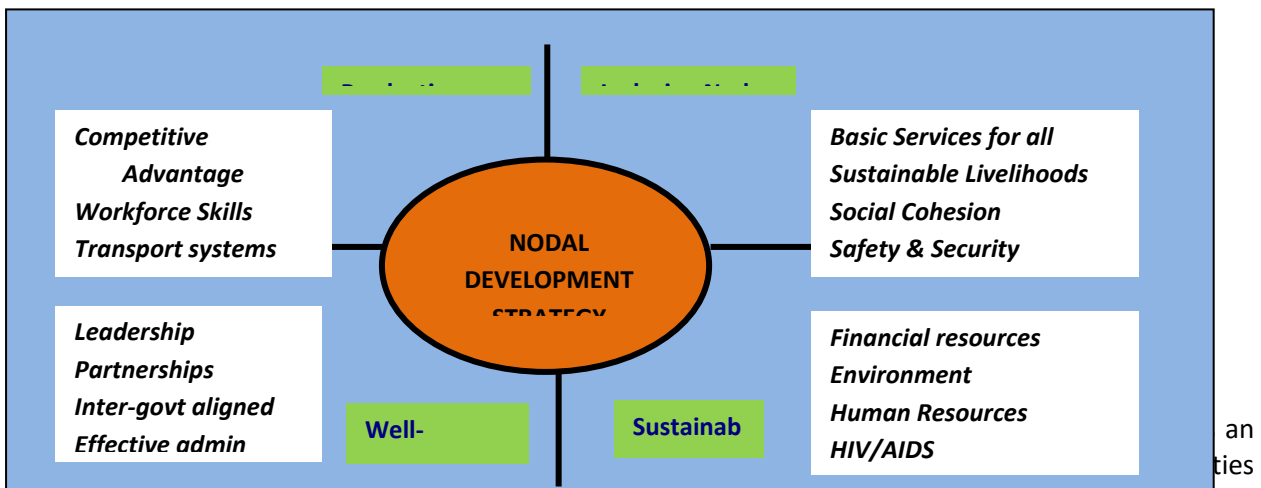 Competitive
Advantage
Workforce Skills
Transport systems
Basic Services for all
Sustainable Livelihoods
Social Cohesion
Safety & Security
NODAL
DEVELOPMENT
STRATEGY
Leadership
Partnerships
Inter-govt aligned
Effective admin
Well-
Sustainab
Financial resources
Environment
Human Resources
HIV/AIDS
an
ties